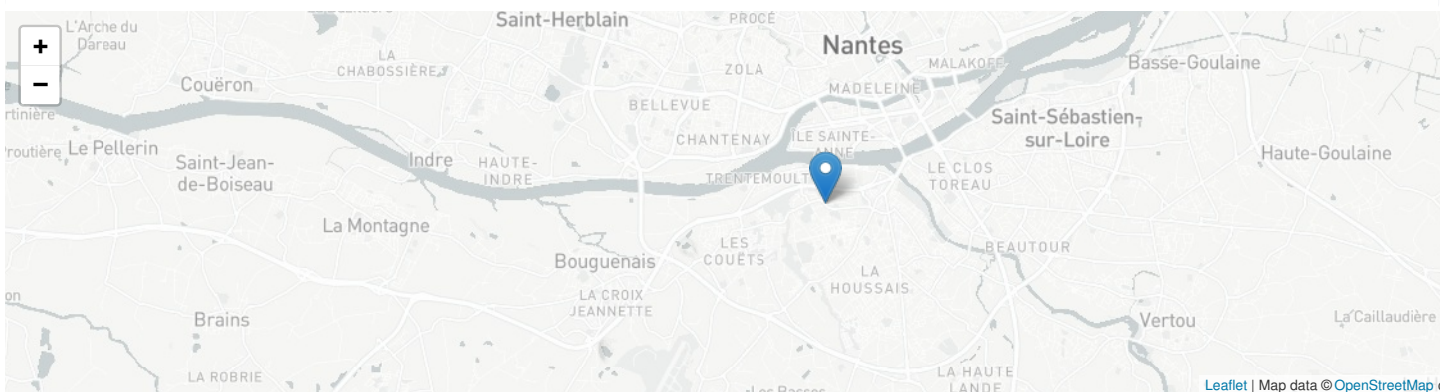 L'Arche du
Dareau
Saint-Herblain
PROCÉ
+
−
LA
CHABOSSIÈRE
ZOLA
Nantes
MALAKOFF
Basse-Goulaine
Couëron
MADELEINE
BELLEVUE
Saint-Sébastien-
sur-Loire
CHANTENAY
ÎLE SAINTE-
ANNE
Le Pellerin
Saint-Jean-
de-Boiseau
Indre
HAUTE-
INDRE
TRENTEMOULT
LE CLOS
TOREAU
Haute-Goulaine
La Montagne
LES
COUËTS
BEAUTOUR
Bouguenais
LA
HOUSSAIS
LA CROIX
JEANNETTE
Brains
Vertou
La Caillaudière
LA ROBRIE
LA HAUTE
LANDE
Leaflet | Map data © OpenStreetMap